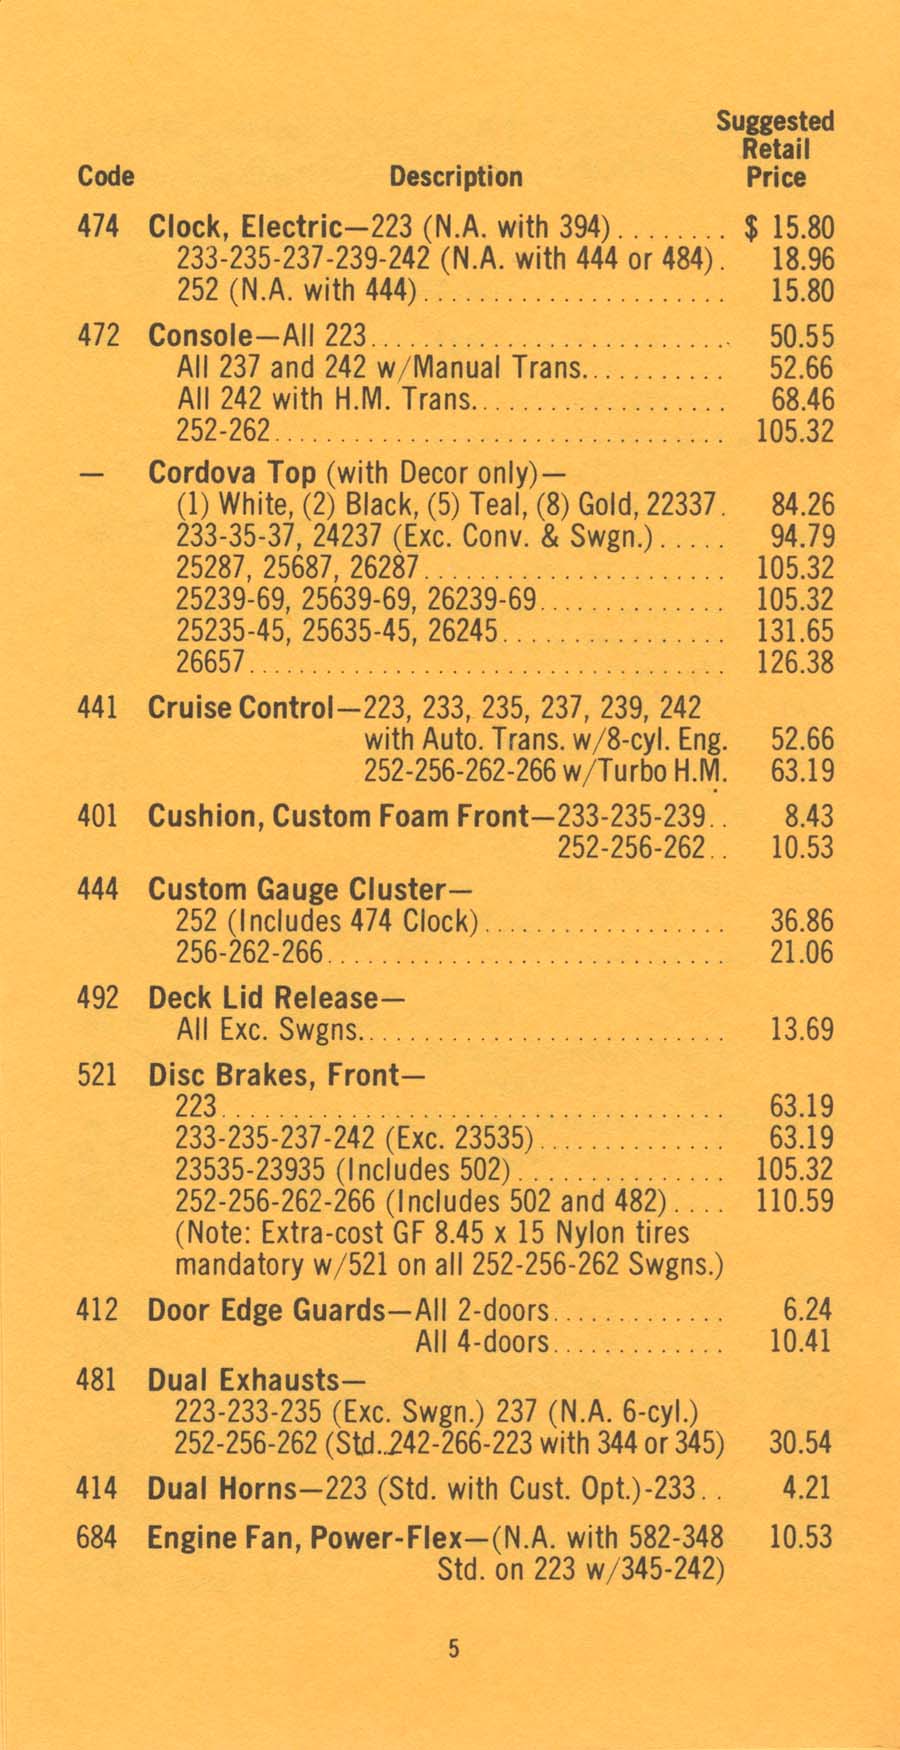 Suggested
Retail
Code Description Price
474 Clock, Electric—223 (N.A. with 394)......... $ 15.80
233-235-237-239-242 (N.A. with 444 or 484). 18.96
252 (N.A. with 444)....................... 15.80
472 Console—All 223........................... 50.55
All 237 and 242 w/Manual Trans............ 52.66
All 242 with H.M. Trans.................... 68.46
252-262.................................. 105.32
— Cordova Top (with Decor only)—
(1) White, (2) Black, (5) Teal, (8) Gold, 22337. 84.26
233-35-37, 24237 (Exc. Conv. & Swgn.)..... 94.79
25287, 25687, 26287....................... 105.32
25239-69, 25639-69, 26239-69.............. 105.32
25235-45, 25635-45, 26245................. 131.65
26657.................................... 126.38
441 Cruise Control—223, 233, 235, 237, 239, 242
with Auto. Trans. w/8-cyl. Eng. 52.66
252-256-262-266 w/Turbo H.M. 63.19
401 Cushion, Custom Foam Front—233-235-239.. 8.43
252-256-262.. 10.53
444 Custom Gauge Cluster—
252 (Includes 474 Clock).................. 36.86
256-262-266.............................. 21.06
492 Deck Lid Release—
All Exc. Swgns............................ 13.69
521 Disc Brakes, Front—
223...................................... 63.19
233-235-237-242 (Exc. 23535).............. 63.19
23535-23935 (Includes 502)................ 105.32
252-256-262-266 (Includes 502 and 482).... 110.59
(Note: Extra-cost GF 8.45 x 15 Nylon tires
mandatory w/521 on all 252-256-262 Swgns.)
412 Door Edge Guards—All 2-doors............. 6.24
All 4-doors............. 10.41
481 Dual Exhausts—
223-233-235 (Exc. Swgn.) 237 (N.A. 6-cyl.)
252-256-262 (Std..242-266-223 with 344 or 345) 30.54
414 Dual Horns—223 (Std. with Cust. Opt.)-233.. 4.21
684 Engine Fan, Power-Flex—(N.A. with 582-348 10.53
Std. on 223 w/345-242)
5